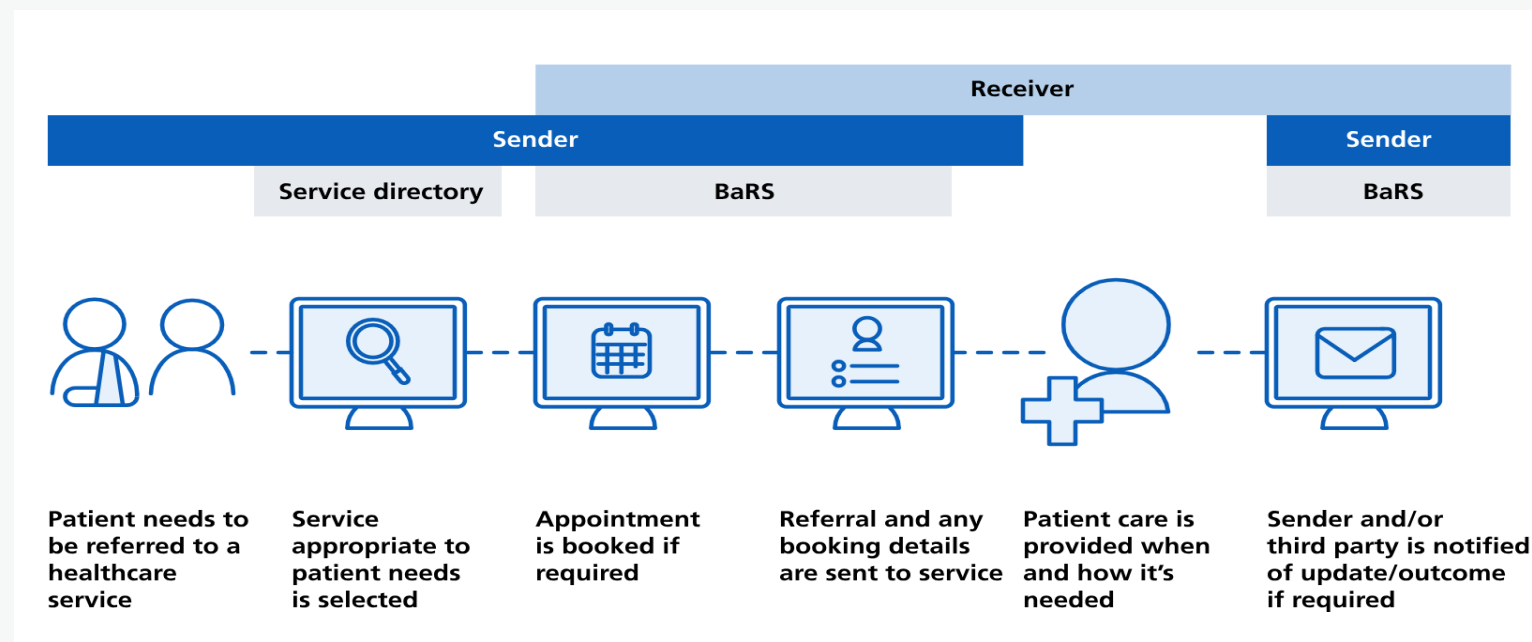 Receiver
Sender
Sender
Service directory
BaRS
BaRS
Patient needs to
be referred to a
healthcare
service
Service
appropriate to
patient needs
is selected
Appointment
is booked if
required
Referral and any
booking details
are sent to service
Patient care is
provided when
and how it's
needed
Sender and/or
third party is notified
of update/outcome
if required